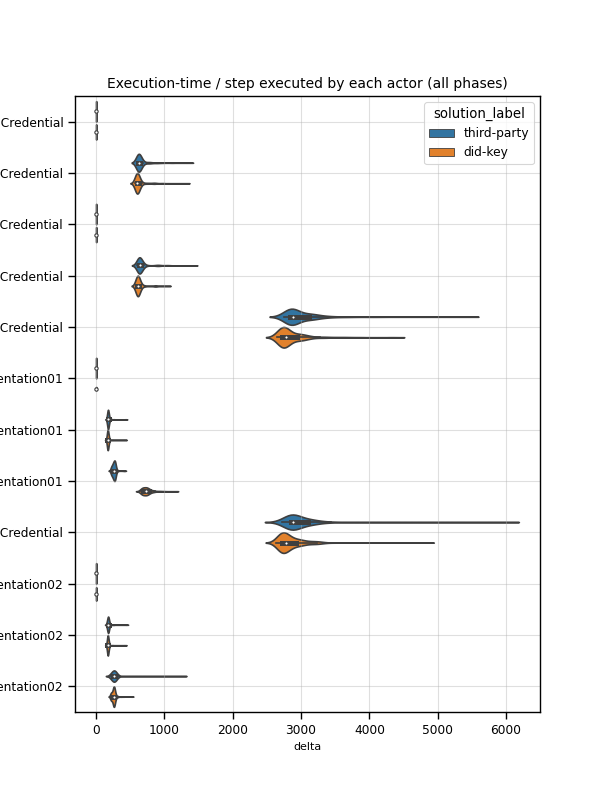 Execution-time / step executed by each actor (all phases)
solution_label
third-party
did-key
Credential
Credential
Credential
Credential
Credential
entation01
entation01
entation01
Credential
entation02
entation02
entation02
0 1000 2000 3000 4000 5000 6000
delta